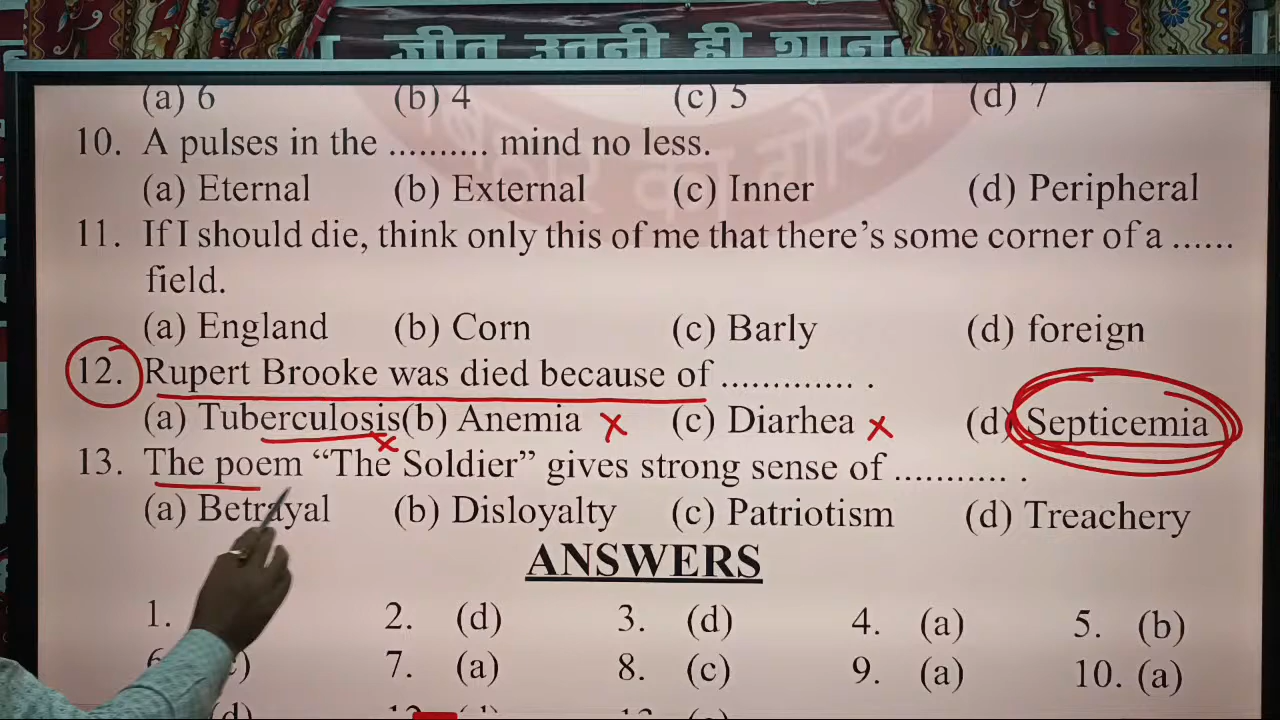 जीत उतनी ही शान
(a) 6 (b) 4 (c) 5 (d) 7
10. A pulses in the .......... mind no less.
(a) Eternal (b) External (c) Inner (d) Peripheral
11. If I should die, think only this of me that there’s some corner of a ......
field.
(a) England (b) Corn (c) Barly (d) foreign
12. Rupert Brooke was died because of ............. .
(a) Tuberculosis(b) Anemia (c) Diarhea (d) Septicemia
13. The poem “The Soldier” gives strong sense of ........... .
(a) Betrayal (b) Disloyalty (c) Patriotism (d) Treachery
ANSWERS
1. 2. (d) 3. (d) 4. (a) 5. (b)
7. (a) 8. (c) 9. (a) 10. (a)
(d)